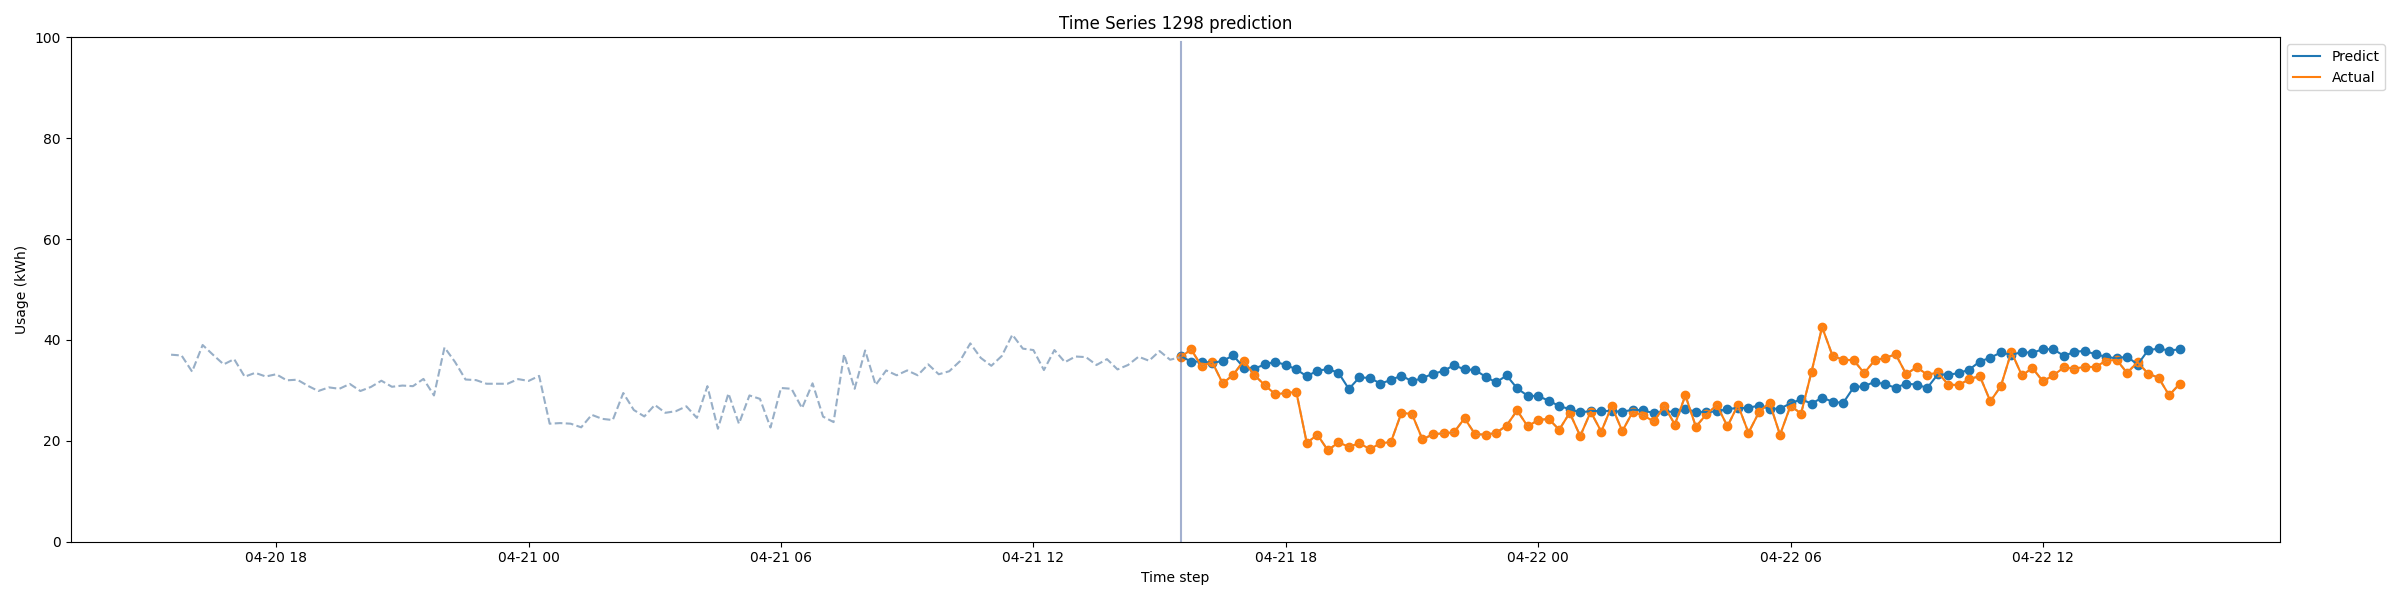 Time Series 1298 prediction
100
80
60
40
20
0
Usage (kWh)
04-20 18
04-21 00
04-21 06
04-21 12
04-21 18
04-22 00
04-22 06
04-22 12
Time step
Predict
Actual